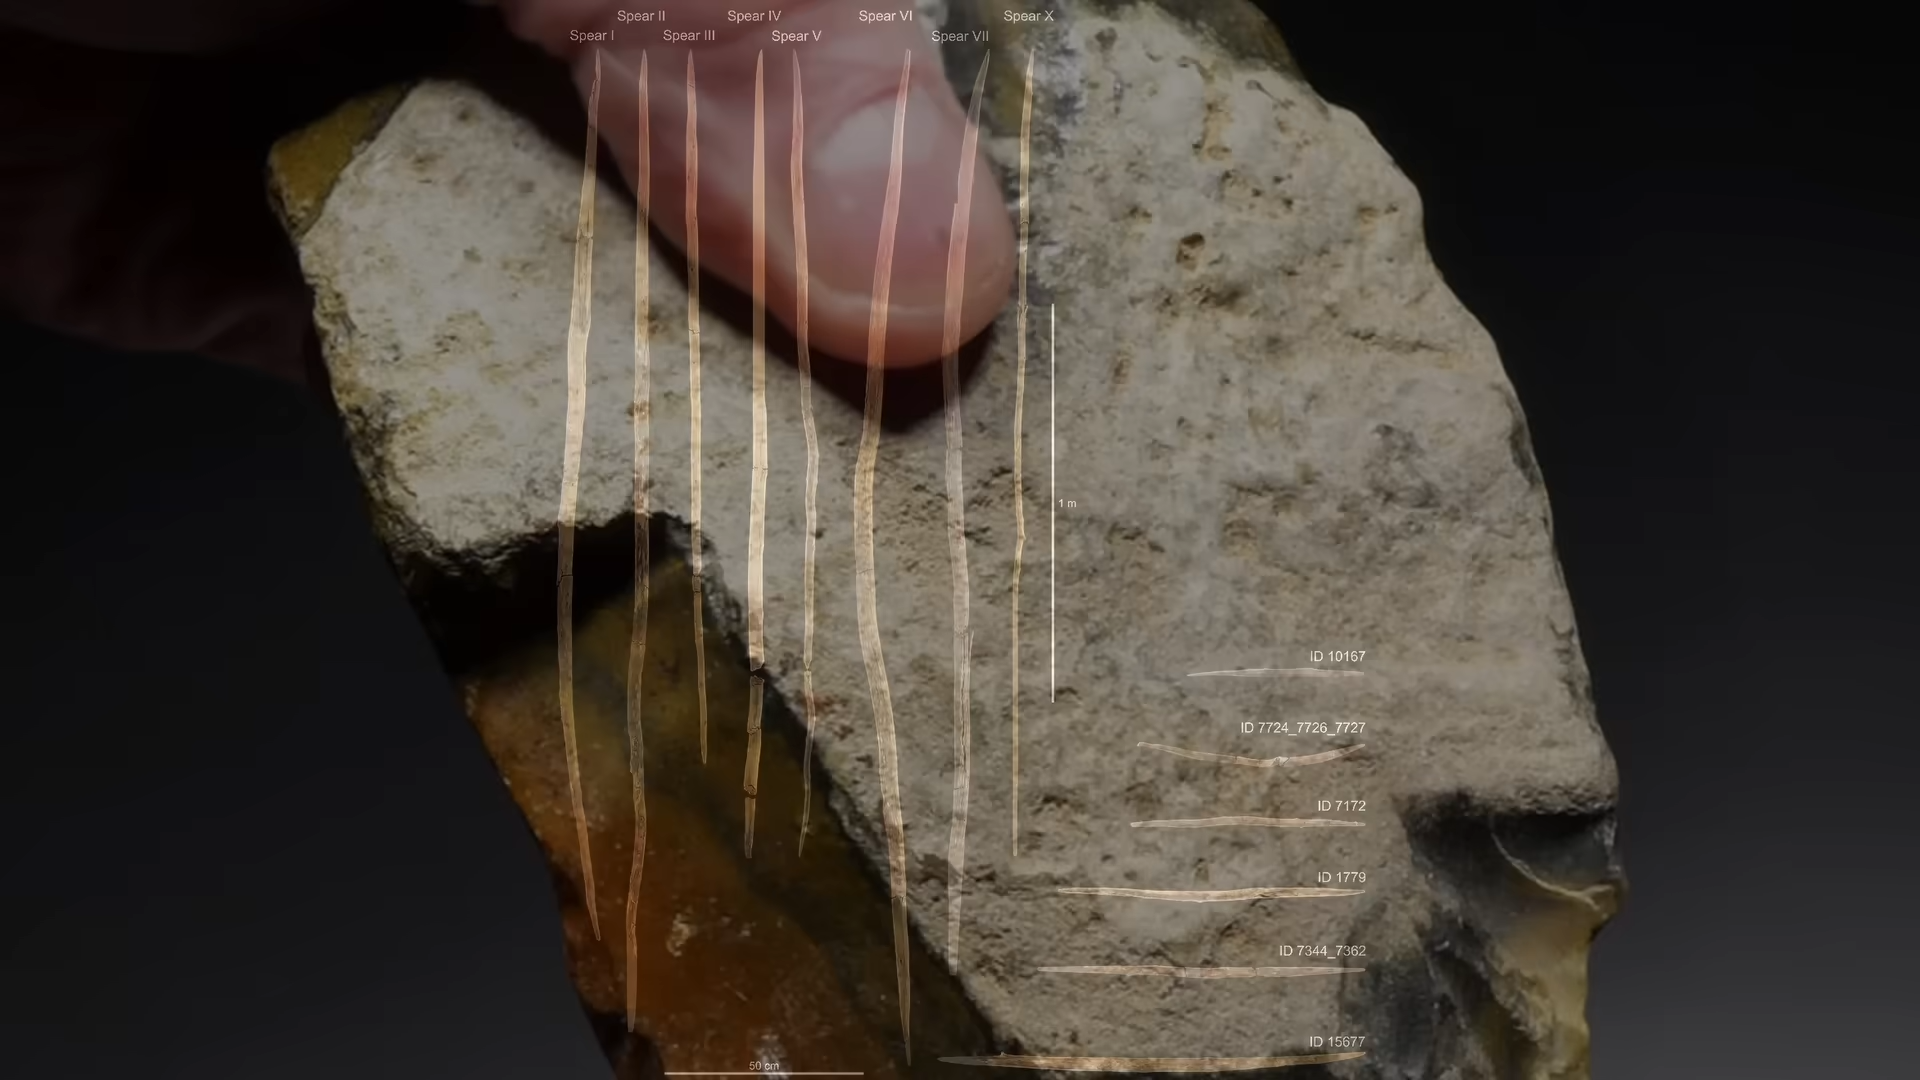 Spear II
Spear IV
Spear VI
Spear X
Spear I
Spear III
Spear V
Spear VII
1 m
ID 10167
ID 7724_7726_7727
ID 7172
ID 1779
ID 7344_7362
ID 15677
50 cm